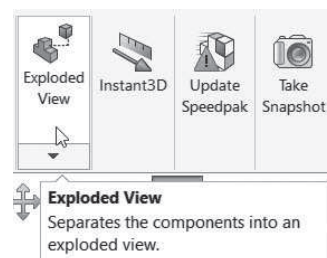 Exploded
View
Instant3D
Update
Speedpak
Take
Snapshot
Exploded View
Separates the components into an
exploded view.